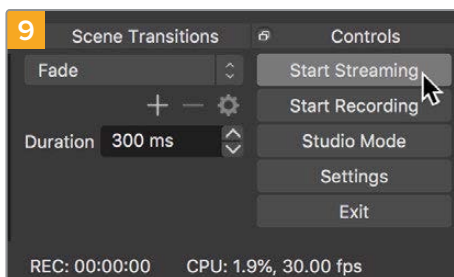 9
Scene Transitions
Controls
Fade
Start Streaming
Start Recording
Duration 300 ms
Studio Mode
Settings
Exit
REC: 00:00:00 CPU: 1.9%, 30.00 fps